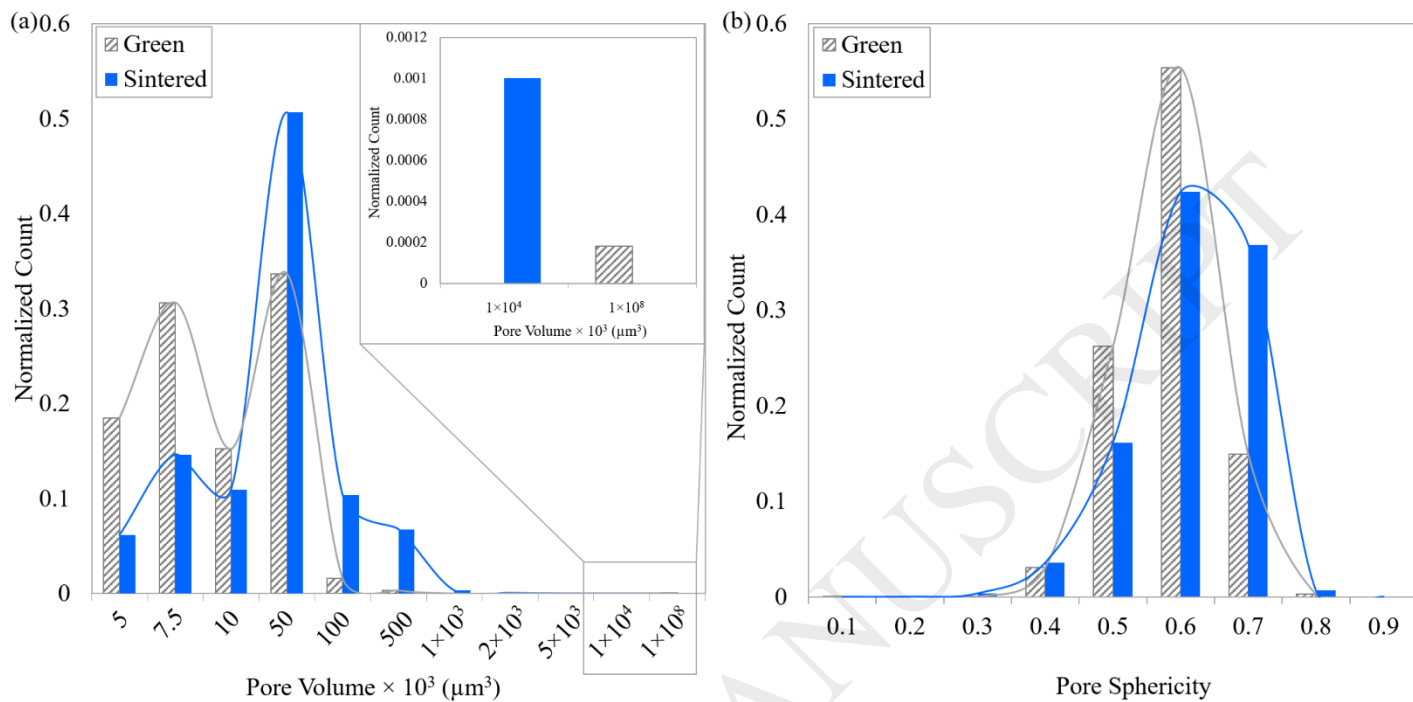 (a)
0.6
0.5
0.4
0.3
0.2
0.1
0
Normalized Count
Green
Sintered
0.0012
0.001
0.0008
0.0006
0.0004
0.0002
0
Normalized Count
1×10⁴ 1×10⁸
Pore Volume × 10³ (µm³)
5 7.5 10 50 100 500 1×10³ 2×10³ 5×10³ 1×10⁴ 1×10⁸
Pore Volume × 10³ (µm³)
(b)
0.6
0.5
0.4
0.3
0.2
0.1
0
Normalized Count
Green
Sintered
0.1 0.2 0.3 0.4 0.5 0.6 0.7 0.8 0.9
Pore Sphericity
ANUSCRIPT